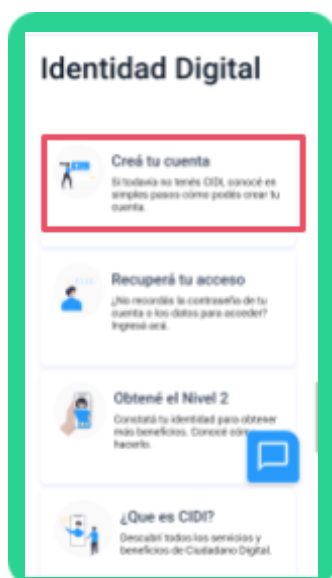 Identidad Digital
Creá tu cuenta
Si todavía no tenés CIDI, conocé en
simples pasos cómo podés crear tu
cuenta.
Recuperá tu acceso
¿No recordás la contraseña de tu
cuenta o los datos para acceder?
Ingresá acá.
Obtené el Nivel 2
Constatá tu identidad para obtener
más beneficios. Conocé cómo
hacerlo.
¿Que es CIDI?
Descubrí todos los servicios y
beneficios de Ciudadano Digital.